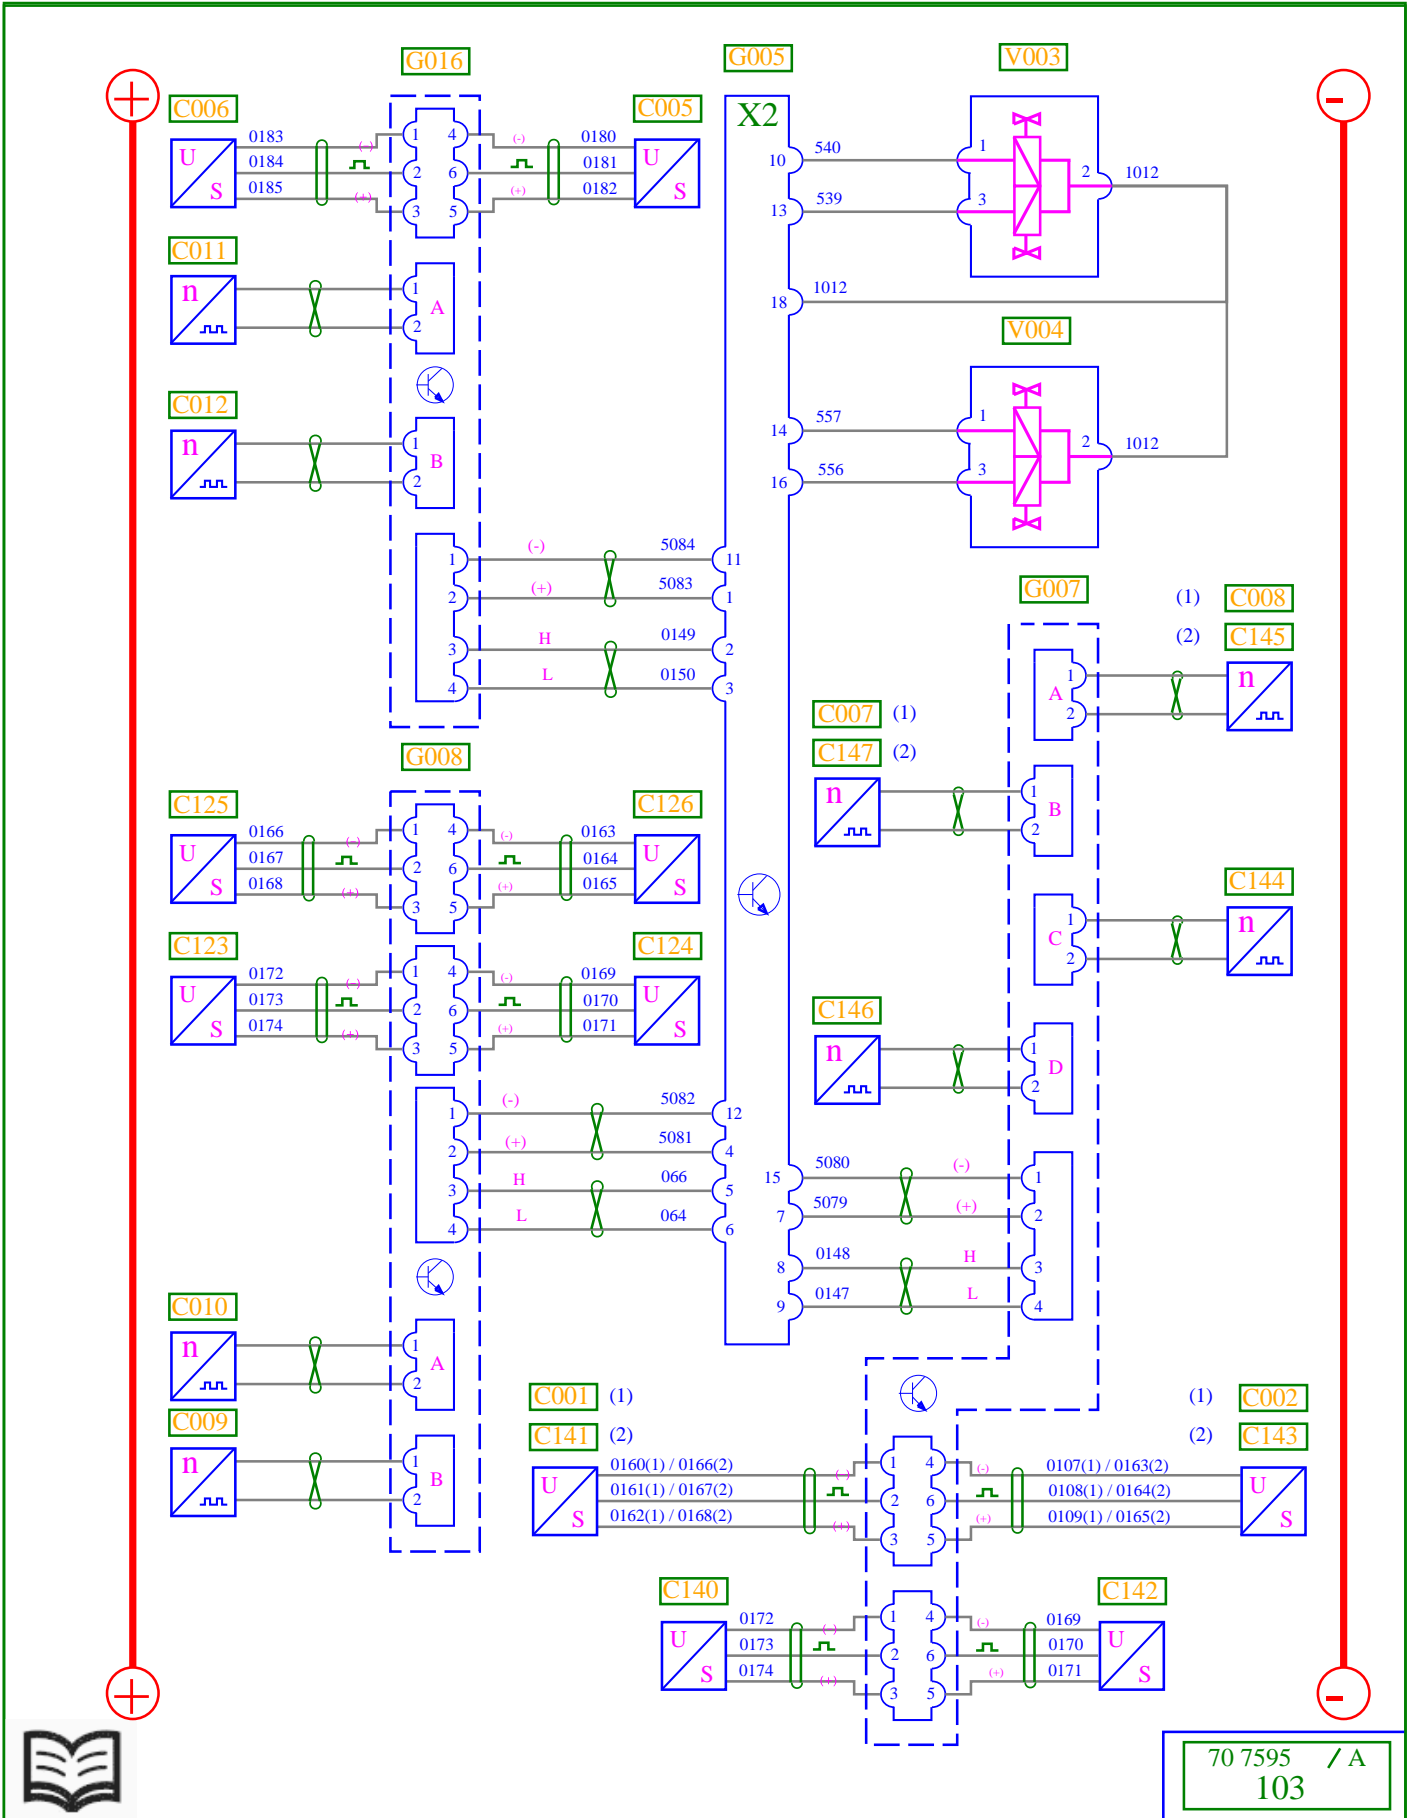 G016
G005
V003
C006
C005
X2
0183
(-)
1
4
(-)
0180
U
0184
2
6
0181
U
S
0185
(+)
3
5
(+)
0182
S
10
540
1
2
1012
13
539
3
C011
n
1
A
2
18
1012
V004
C012
n
1
B
2
14
557
1
2
1012
16
556
3
1
(-)
5084
11
2
(+)
5083
1
3
H
0149
2
4
L
0150
3
G007
(1)
C008
(2)
C145
1
A
2
n
C007
(1)
C147
(2)
n
1
B
2
G008
C125
C126
0166
(-)
1
4
(-)
0163
U
0167
2
6
0164
U
S
0168
(+)
3
5
(+)
0165
S
C144
1
C
2
n
C123
C124
0172
(-)
1
4
(-)
0169
U
0173
2
6
0170
U
S
0174
(+)
3
5
(+)
0171
S
C146
n
1
D
2
1
(-)
5082
12
2
(+)
5081
4
3
H
066
5
4
L
064
6
15
5080
(-)
1
7
5079
(+)
2
8
0148
H
3
9
0147
L
4
C010
n
1
A
2
C009
n
1
B
2
C001
(1)
(1)
C002
C141
(2)
(2)
C143
0160(1) / 0166(2)
(-)
1
4
(-)
0107(1) / 0163(2)
U
0161(1) / 0167(2)
2
6
0108(1) / 0164(2)
U
S
0162(1) / 0168(2)
(+)
3
5
(+)
0109(1) / 0165(2)
S
C140
C142
0172
(-)
1
4
(-)
0169
U
0173
2
6
0170
U
S
0174
(+)
3
5
(+)
0171
S
70 7595 / A
103